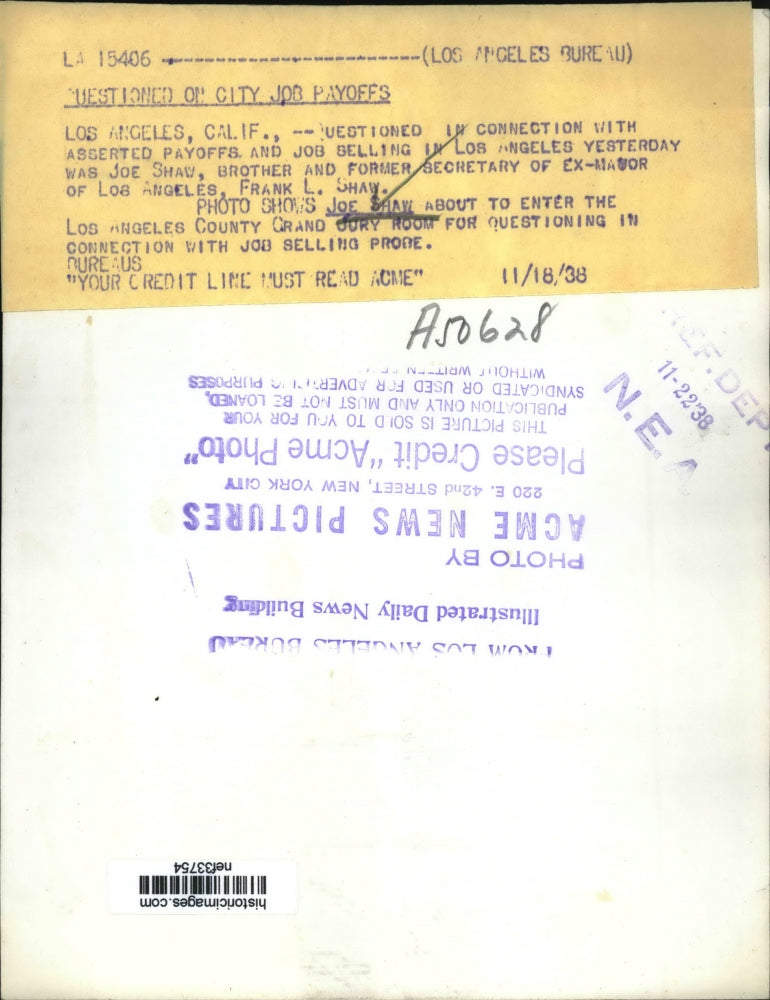 LA 15406 --------------------------(LOS ANGELES BUREAU)
QUESTIONED ON CITY JOB PAYOFFS
LOS ANGELES, CALIF., --QUESTIONED IN CONNECTION WITH
ASSERTED PAYOFFS AND JOB SELLING IN LOS ANGELES YESTERDAY
WAS JOE SHAW, BROTHER AND FORMER SECRETARY OF EX-MAYOR
OF LOS ANGELES, FRANK L. SHAW.
PHOTO SHOWS JOE SHAW ABOUT TO ENTER THE
LOS ANGELES COUNTY GRAND JURY ROOM FOR QUESTIONING IN
CONNECTION WITH JOB SELLING PROBE.
BUREAUS
"YOUR CREDIT LINE MUST READ ACME" 11/18/38
A50628
REF. DEPT
11-22-38
N. E. A.
FROM LOS ANGELES BUREAU
Illustrated Daily News Building
PHOTO BY
ACME NEWS PICTURES
220 E. 42nd STREET, NEW YORK CITY
Please Credit "Acme Photo"
THIS PICTURE IS SOLD TO YOU FOR YOUR
PUBLICATION ONLY AND MUST NOT BE LOANED,
SYNDICATED OR USED FOR ADVERTISING PURPOSES
WITHOUT WRITTEN
historicimages.com
nef33754